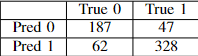 True 0 True 1
Pred 0 187 47
Pred 1 62 328